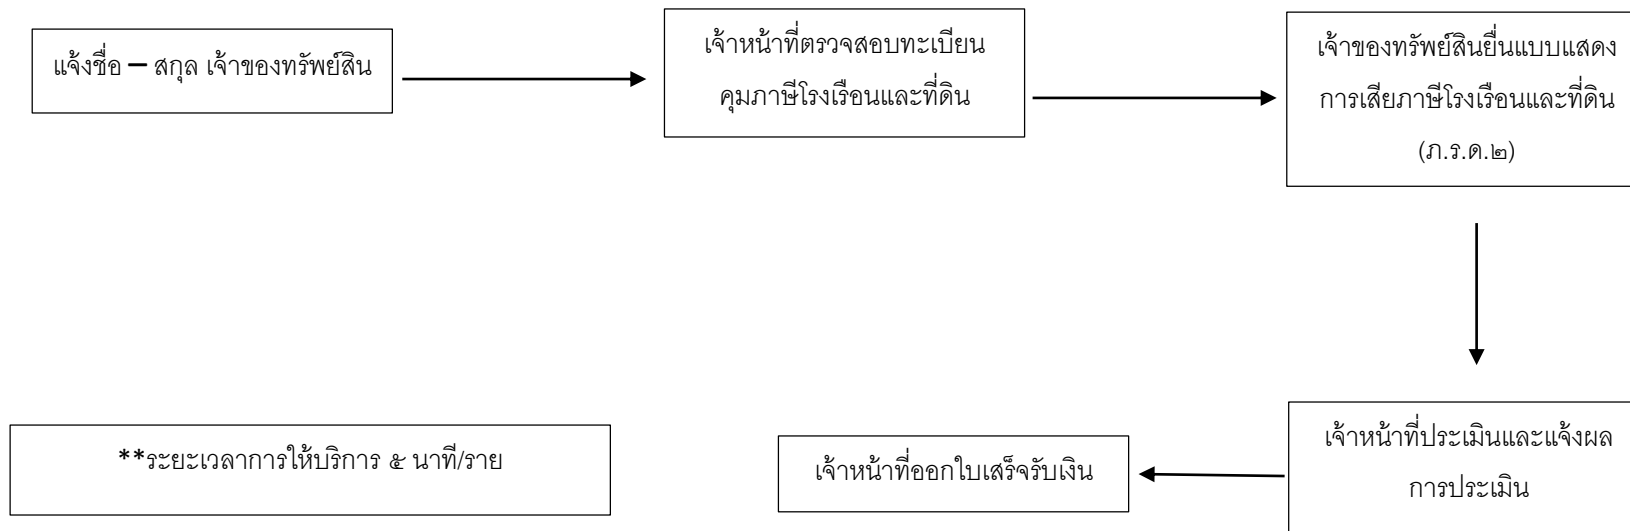 แจ้งชื่อ – สกุล เจ้าของทรัพย์สิน
เจ้าหน้าที่ตรวจสอบทะเบียน
คุมภาษีโรงเรือนและที่ดิน
เจ้าของทรัพย์สินยื่นแบบแสดง
การเสียภาษีโรงเรือนและที่ดิน
(ภ.ร.ด.๒)
เจ้าหน้าที่ประเมินและแจ้งผล
การประเมิน
เจ้าหน้าที่ออกใบเสร็จรับเงิน
**ระยะเวลาการให้บริการ ๕ นาที/ราย